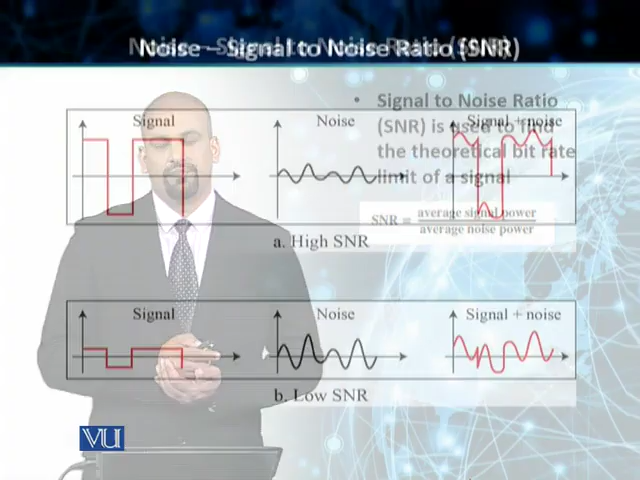 Noise – Signal to Noise Ratio (SNR)
• Signal to Noise Ratio
(SNR) is used to find
the theoretical bit rate
limit of a signal
SNR = average signal power
average noise power
Signal Noise Signal + noise
a. High SNR
Signal Noise Signal + noise
b. Low SNR
VU